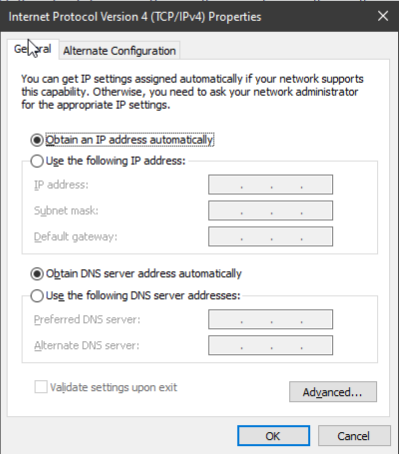 Internet Protocol Version 4 (TCP/IPv4) Properties
General
Alternate Configuration
You can get IP settings assigned automatically if your network supports
this capability. Otherwise, you need to ask your network administrator
for the appropriate IP settings.
Obtain an IP address automatically
Use the following IP address:
IP address:
Subnet mask:
Default gateway:
Obtain DNS server address automatically
Use the following DNS server addresses:
Preferred DNS server:
Alternate DNS server:
Validate settings upon exit
Advanced...
OK
Cancel